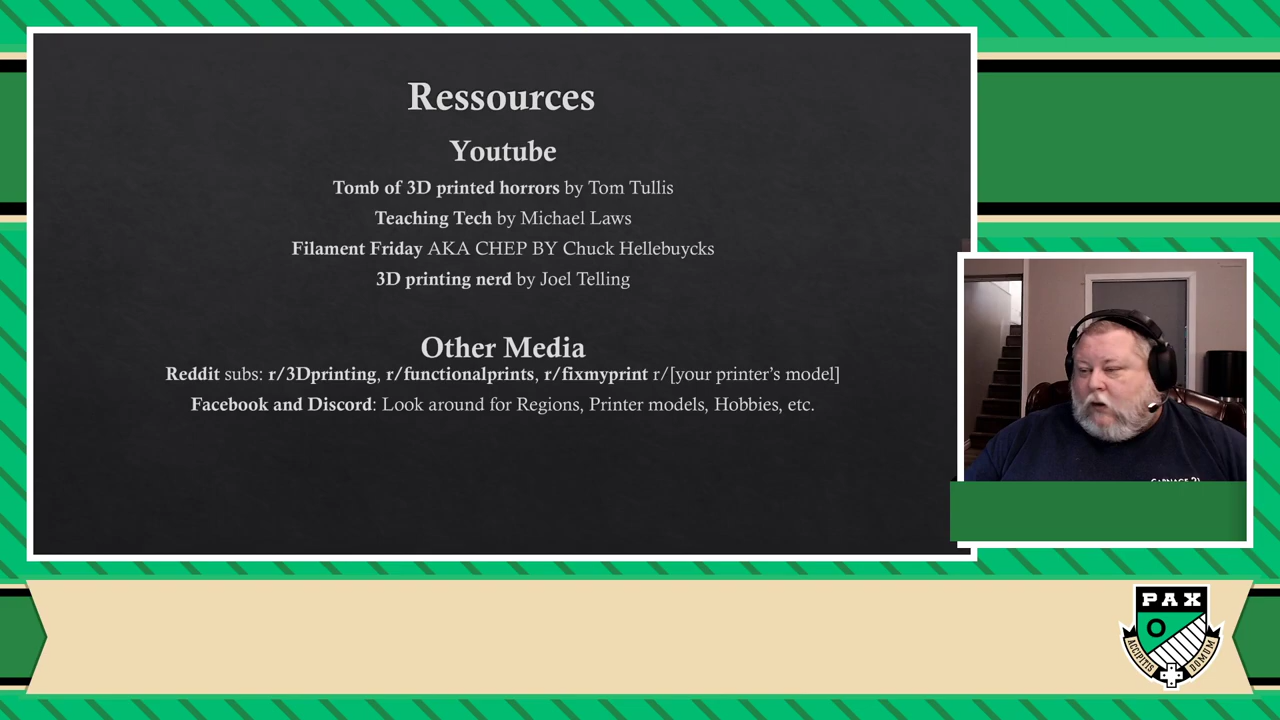 Ressources
Youtube
Tomb of 3D printed horrors by Tom Tullis
Teaching Tech by Michael Laws
Filament Friday AKA CHEP BY Chuck Hellebuycks
3D printing nerd by Joel Telling
Other Media
Reddit subs: r/3Dprinting, r/functionalprints, r/fixmyprint r/[your printer's model]
Facebook and Discord: Look around for Regions, Printer models, Hobbies, etc.
PAX
O
ACCIPITIS
DOMUM